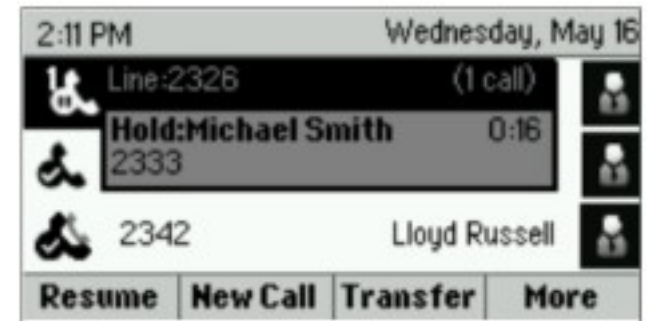 2:11 PM Wednesday, May 16
Line:2326 (1 call)
Hold:Michael Smith 0:16
2333
2342 Lloyd Russell
Resume New Call Transfer More